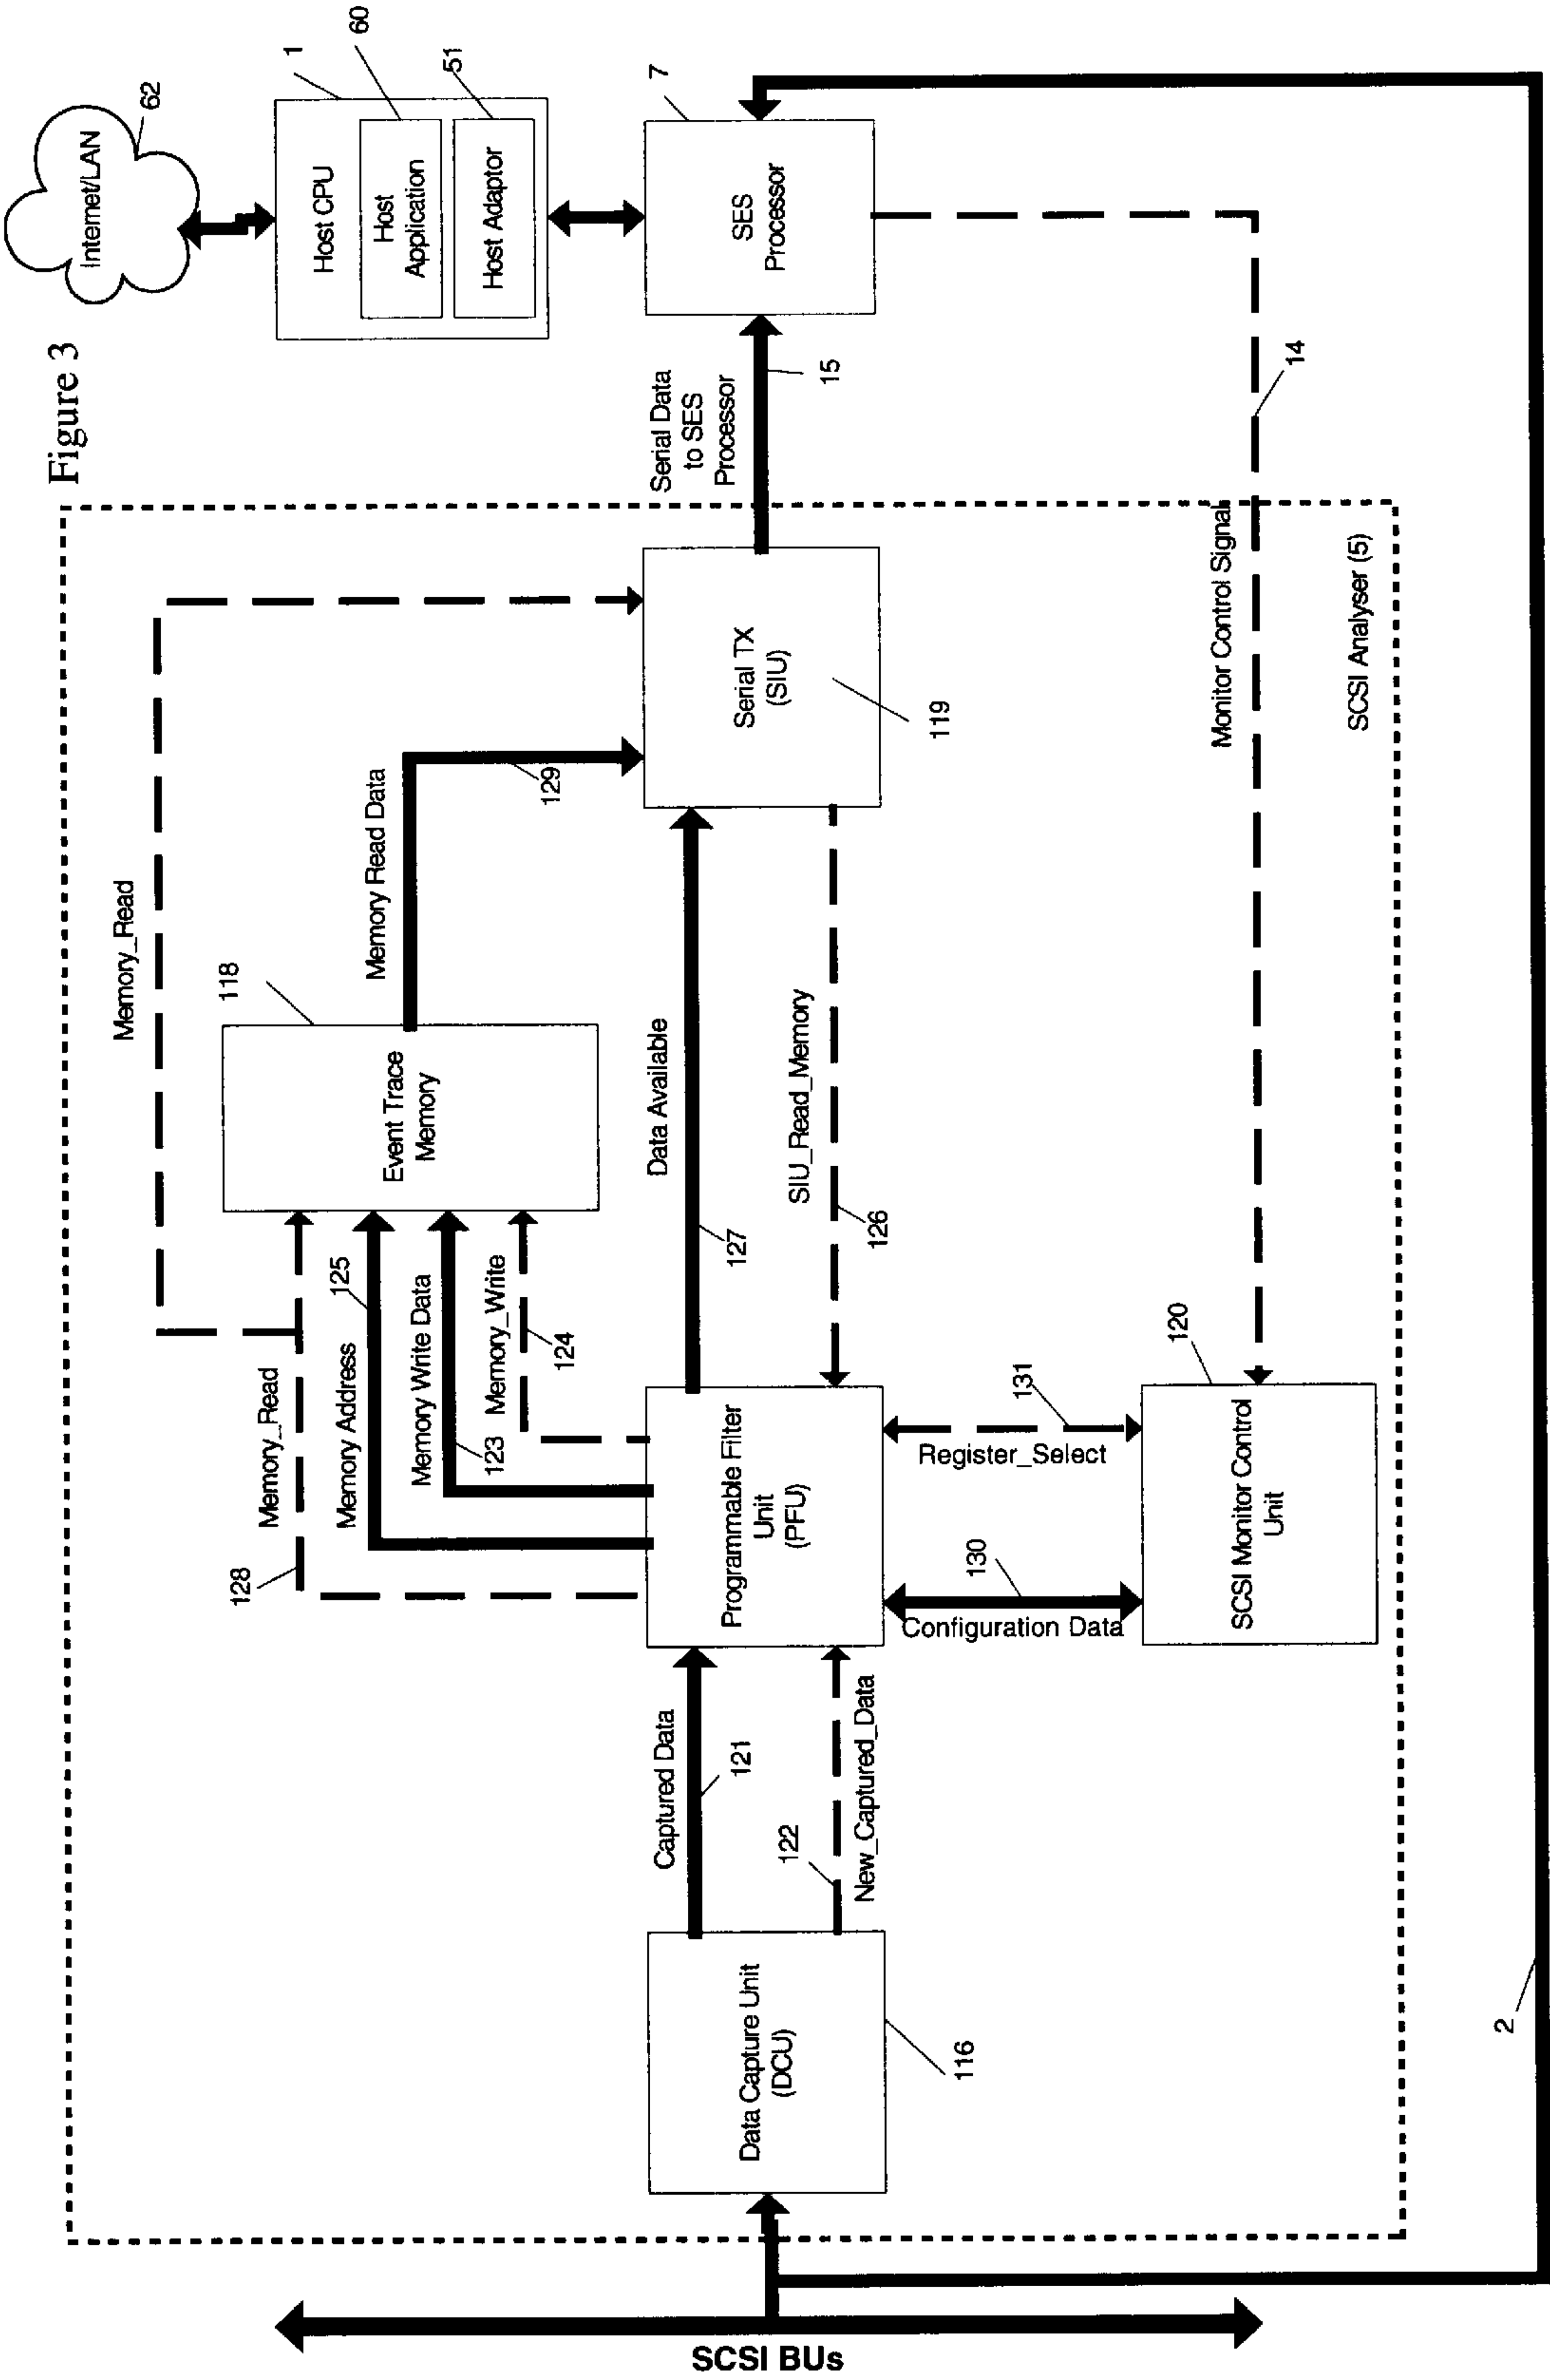 Figure 3
Internet/LAN
62
Host CPU
1
Host
Application
60
Host Adaptor
51
SES
Processor
7
Serial Data
to SES
Processor
15
14
Monitor Control Signal
SCSI Analyser (5)
Serial TX
(SIU)
119
Memory_Read
Memory Read Data
129
118
Event Trace
Memory
Data Available
127
SIU_Read_Memory
126
Memory_Read
128
Memory Address
125
Memory Write Data
123
Memory_Write
124
Programmable Filter
Unit
(PFU)
Register_Select
131
Configuration Data
130
SCSI Monitor Control
Unit
120
Captured Data
121
122
New_Captured_Data
Data Capture Unit
(DCU)
116
2
SCSI BUs